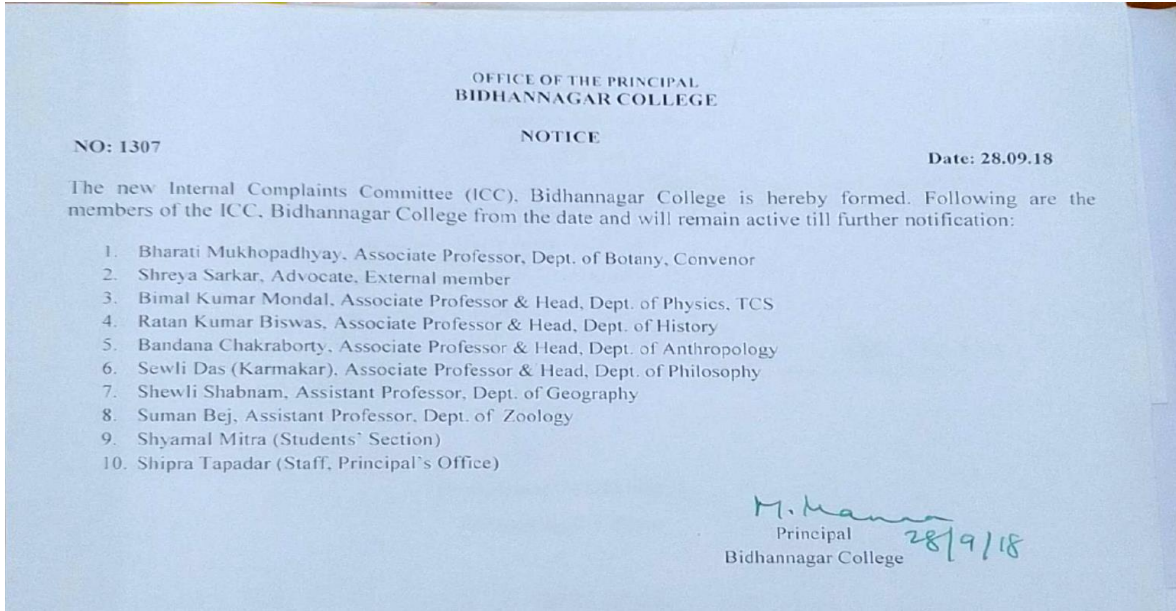 OFFICE OF THE PRINCIPAL
BIDHANNAGAR COLLEGE
NOTICE
NO: 1307
Date: 28.09.18
The new Internal Complaints Committee (ICC), Bidhannagar College is hereby formed. Following are the
members of the ICC, Bidhannagar College from the date and will remain active till further notification:
1. Bharati Mukhopadhyay, Associate Professor, Dept. of Botany, Convenor
2. Shreya Sarkar, Advocate, External member
3. Bimal Kumar Mondal, Associate Professor & Head, Dept. of Physics, TCS
4. Ratan Kumar Biswas, Associate Professor & Head, Dept. of History
5. Bandana Chakraborty, Associate Professor & Head, Dept. of Anthropology
6. Sewli Das (Karmakar), Associate Professor & Head, Dept. of Philosophy
7. Shewli Shabnam, Assistant Professor, Dept. of Geography
8. Suman Bej, Assistant Professor, Dept. of Zoology
9. Shyamal Mitra (Students' Section)
10. Shipra Tapadar (Staff, Principal's Office)
M.
Principal
28/9/18
Bidhannagar College